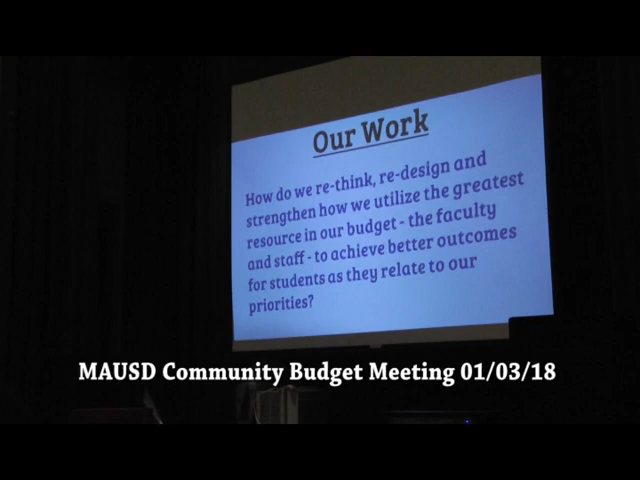 Our Work
How do we re-think, re-design and
strengthen how we utilize the greatest
resource in our budget - the faculty
and staff - to achieve better outcomes
for students as they relate to our
priorities?
MAUSD Community Budget Meeting 01/03/18